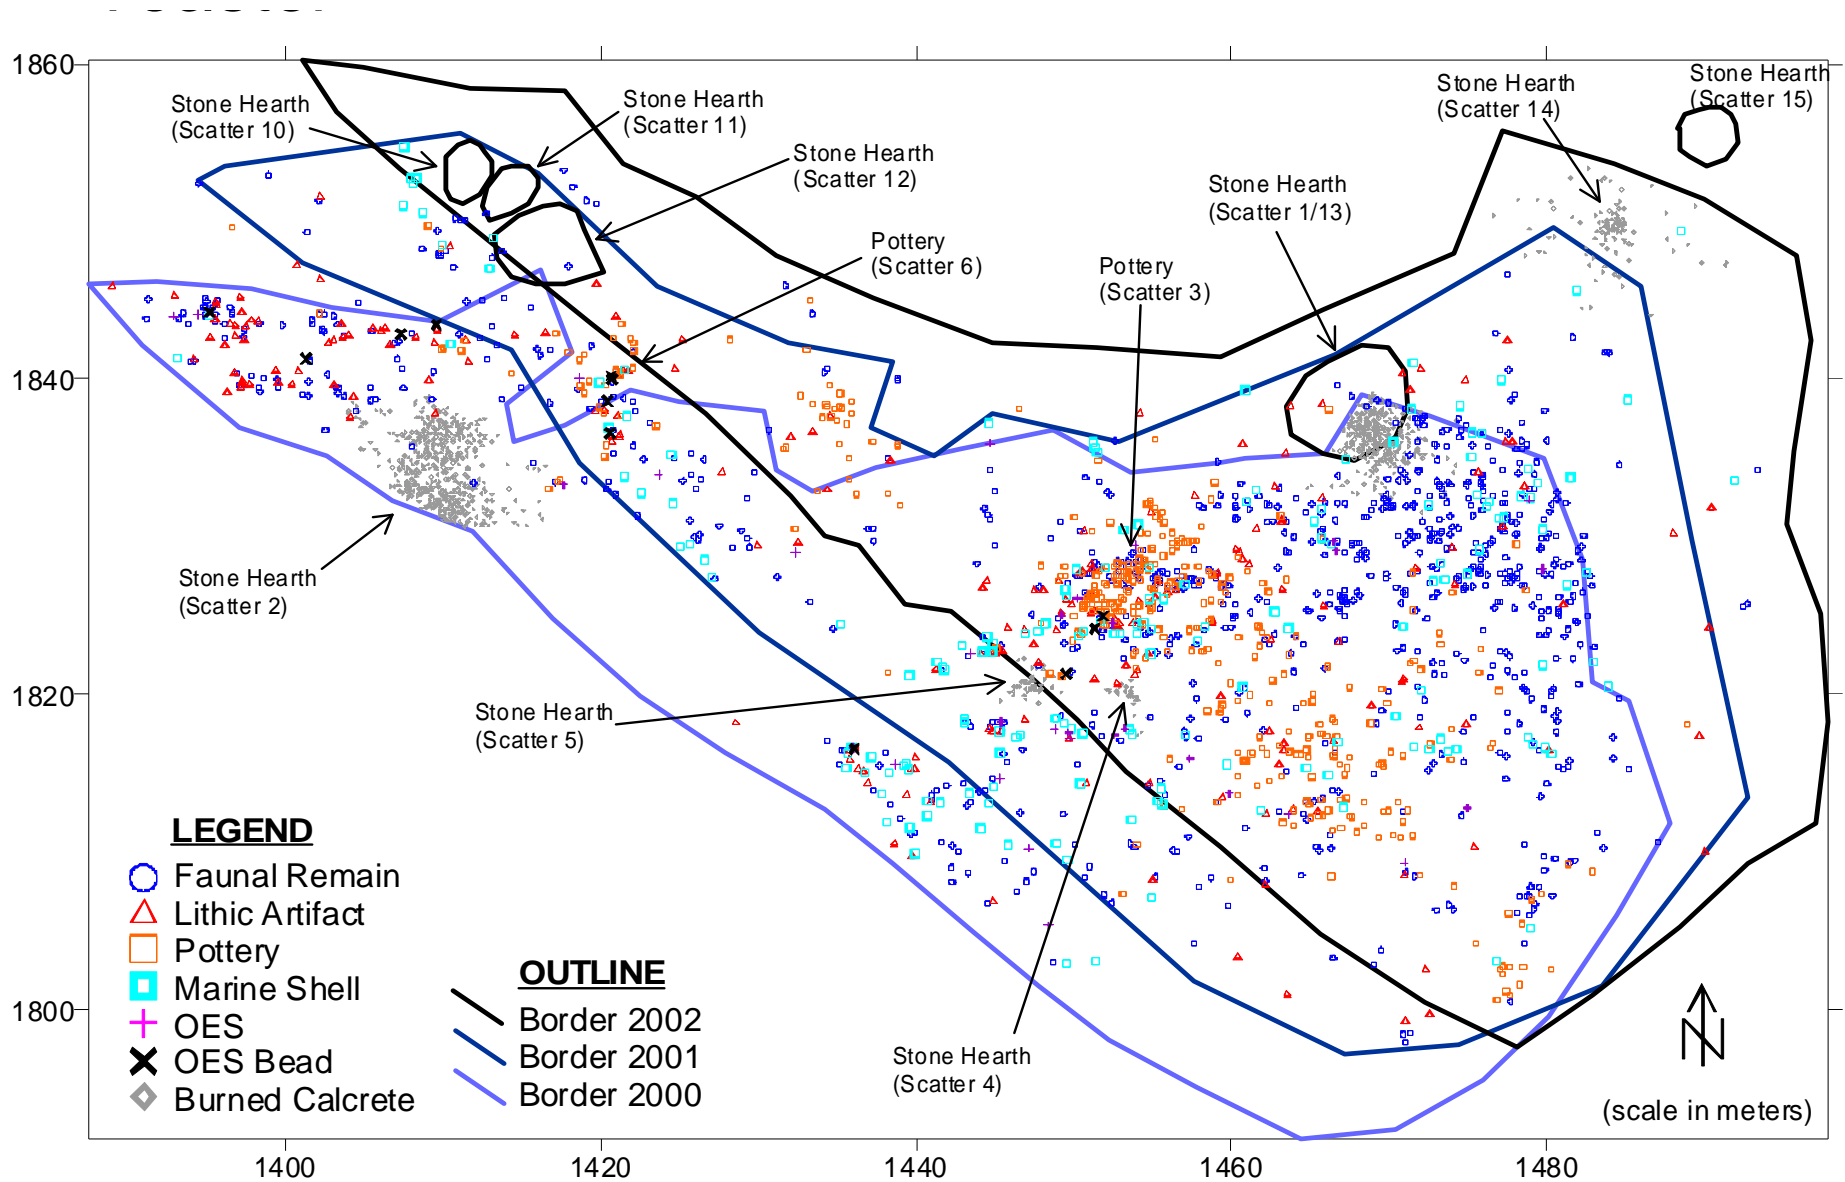 1860
1840
1820
1800
1400
1420
1440
1460
1480
Stone Hearth
(Scatter 10)
Stone Hearth
(Scatter 11)
Stone Hearth
(Scatter 12)
Pottery
(Scatter 6)
Pottery
(Scatter 3)
Stone Hearth
(Scatter 1/13)
Stone Hearth
(Scatter 14)
Stone Hearth
(Scatter 15)
Stone Hearth
(Scatter 2)
Stone Hearth
(Scatter 5)
Stone Hearth
(Scatter 4)
LEGEND
Faunal Remain
Lithic Artifact
Pottery
Marine Shell
OES
OES Bead
Burned Calcrete
OUTLINE
Border 2002
Border 2001
Border 2000
N
(scale in meters)